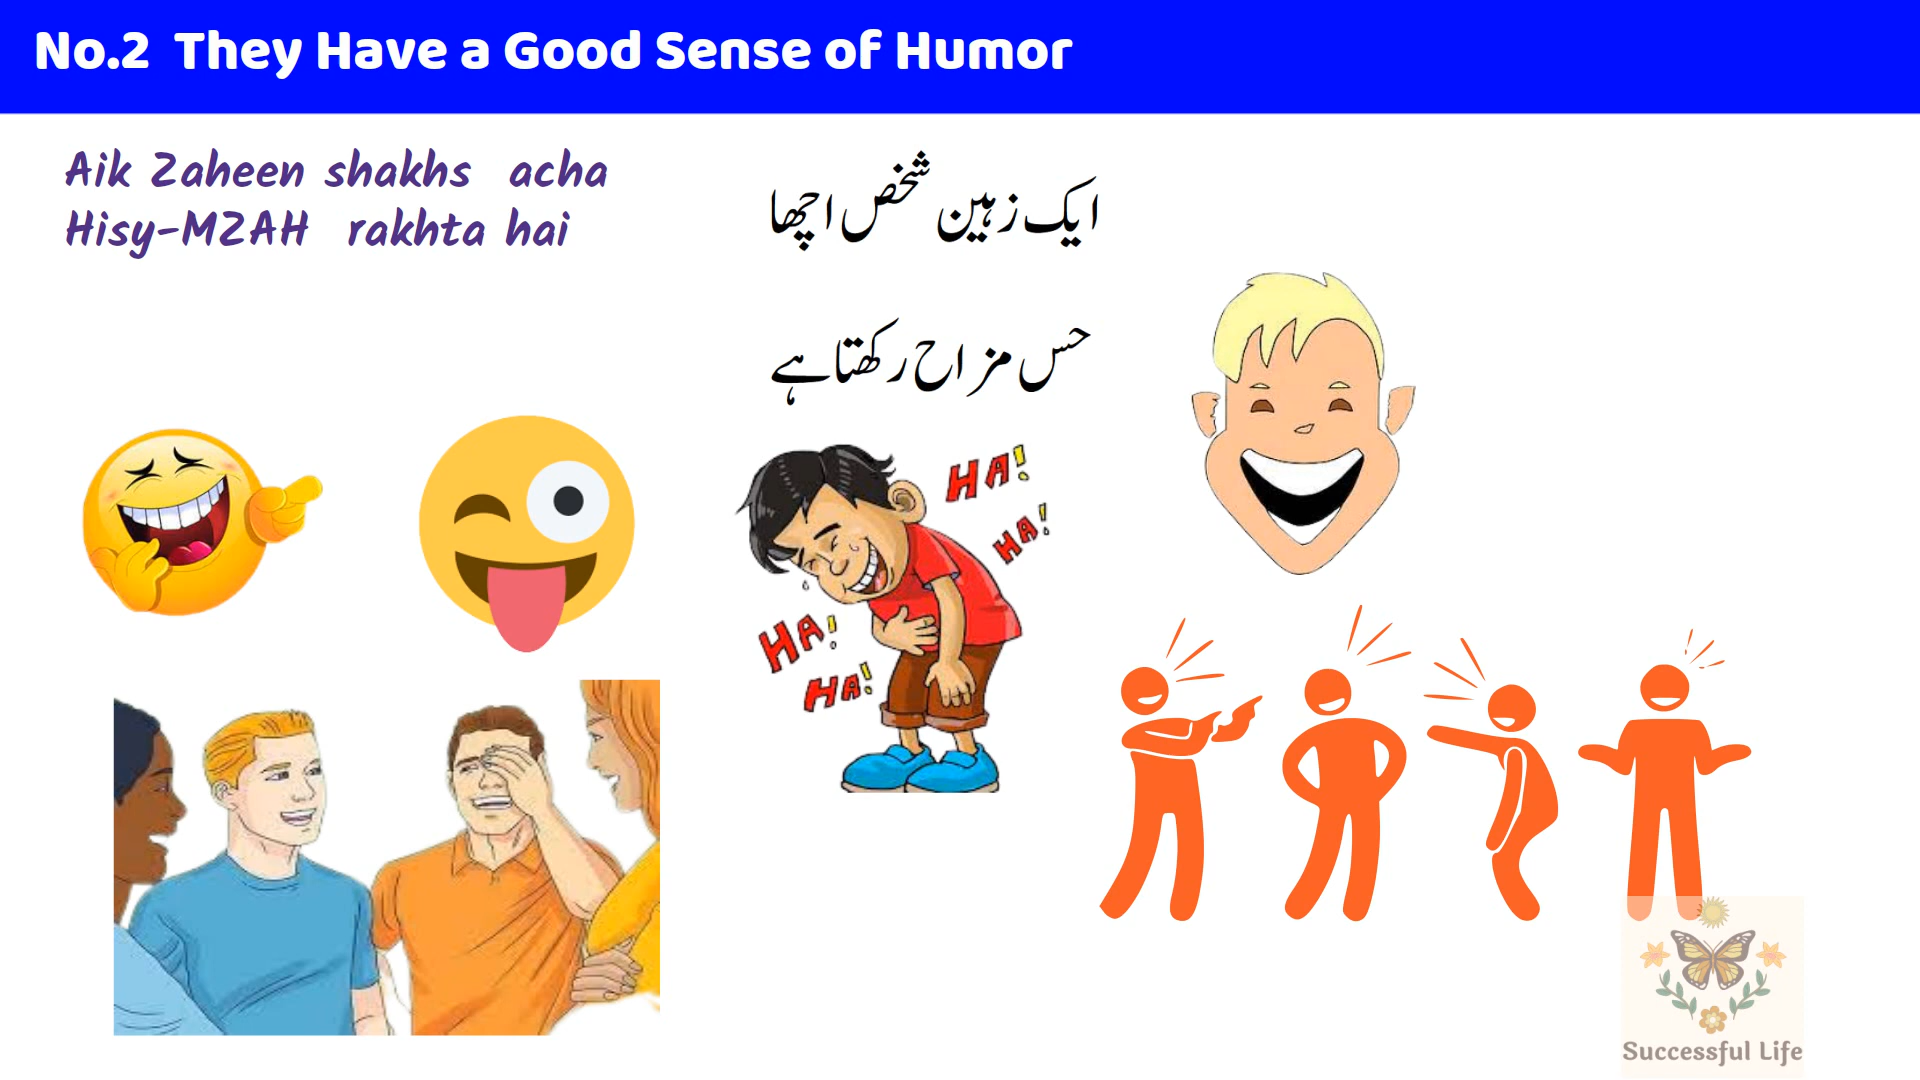 No.2 They Have a Good Sense of Humor
Aik Zaheen shakhs acha
Hisy-MZAH rakhta hai
ایک زہین شخص اچھا
حس مزاح رکھتا ہے
HA!
HA!
HA!
HA!
Successful Life